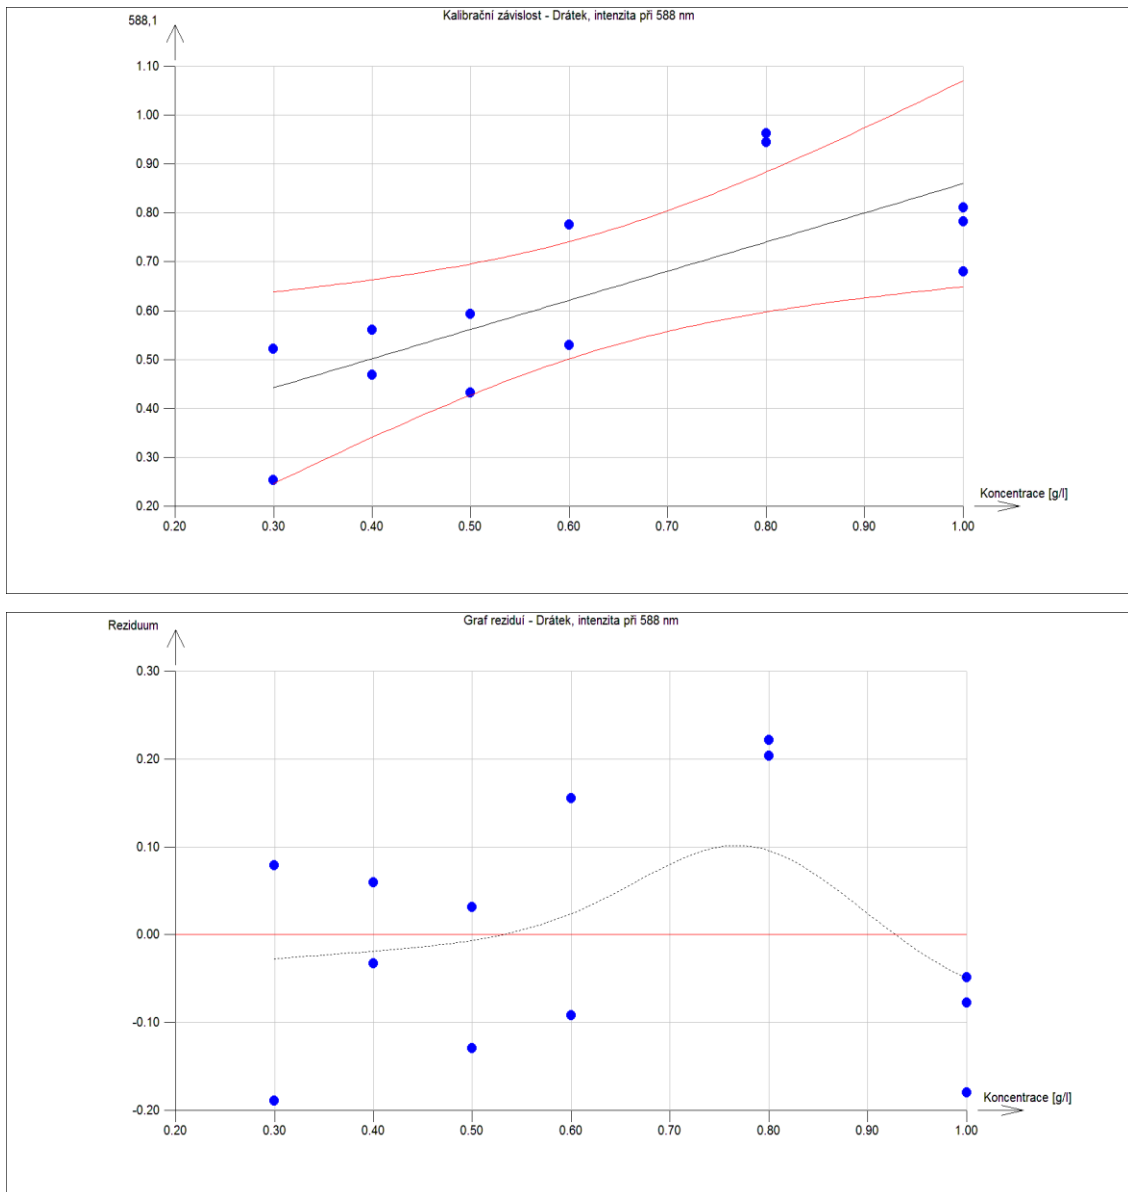 Kalibrační závislost - Drátek, intenzita při 588 nm
588,1
1.10
1.00
0.90
0.80
0.70
0.60
0.50
0.40
0.30
0.20
Koncentrace [g/l]
0.20 0.30 0.40 0.50 0.60 0.70 0.80 0.90 1.00
Graf reziduí - Drátek, intenzita při 588 nm
Reziduum
0.30
0.20
0.10
0.00
-0.10
-0.20
Koncentrace [g/l]
0.20 0.30 0.40 0.50 0.60 0.70 0.80 0.90 1.00